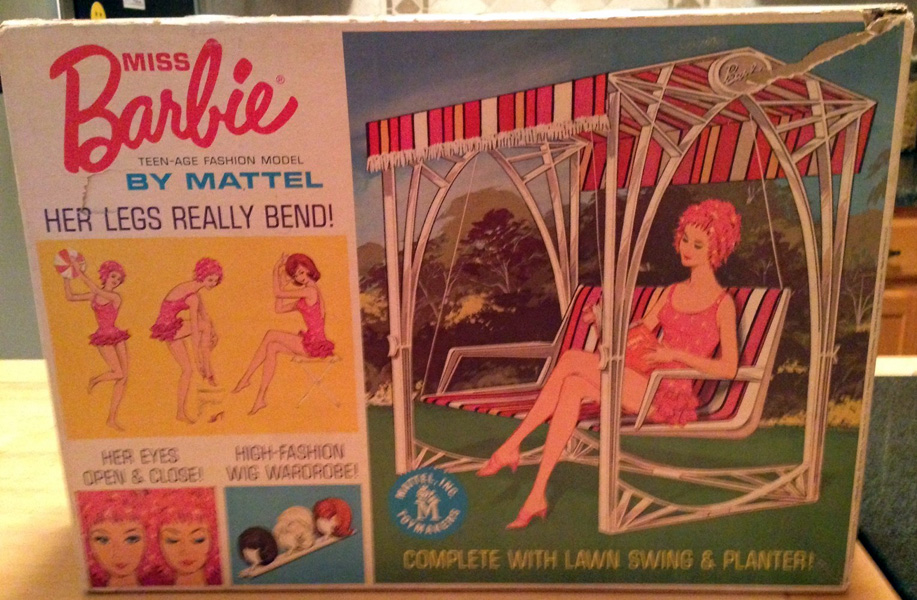 MISS
Barbie®
TEEN-AGE FASHION MODEL
BY MATTEL
HER LEGS REALLY BEND!
HER EYES
OPEN & CLOSE!
HIGH-FASHION
WIG WARDROBE!
MATTEL, INC.
M
TOYMAKERS
COMPLETE WITH LAWN SWING & PLANTER!